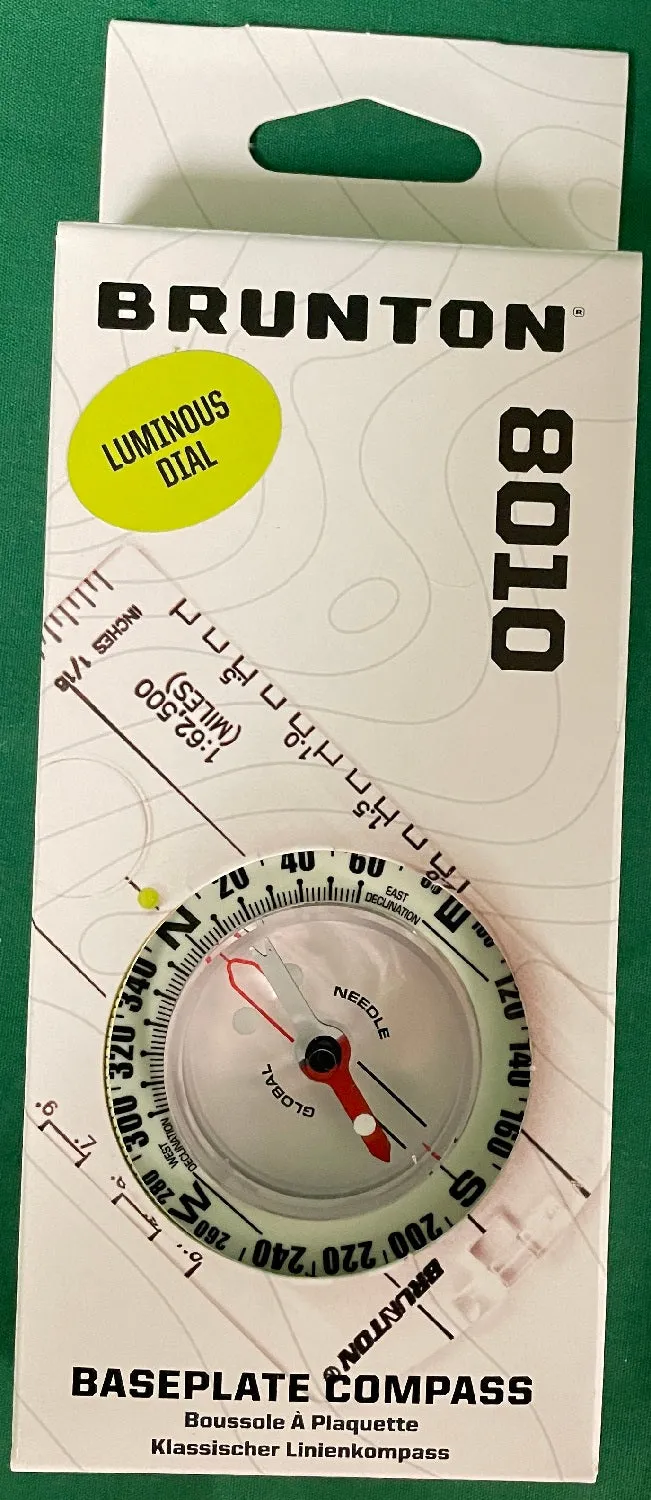 BRUNTON®
LUMINOUS
DIAL
8010
INCHES 1/16
1:62,500
(MILES)
.5
1.0
1.5
N
20
40
60
E
100
120
140
160
S
200
220
240
260
W
280
300
320
340
EAST
DECLINATION
WEST
DECLINATION
GLOBAL
NEEDLE
BRUNTON®
BASEPLATE COMPASS
Boussole À Plaquette
Klassischer Linienkompass